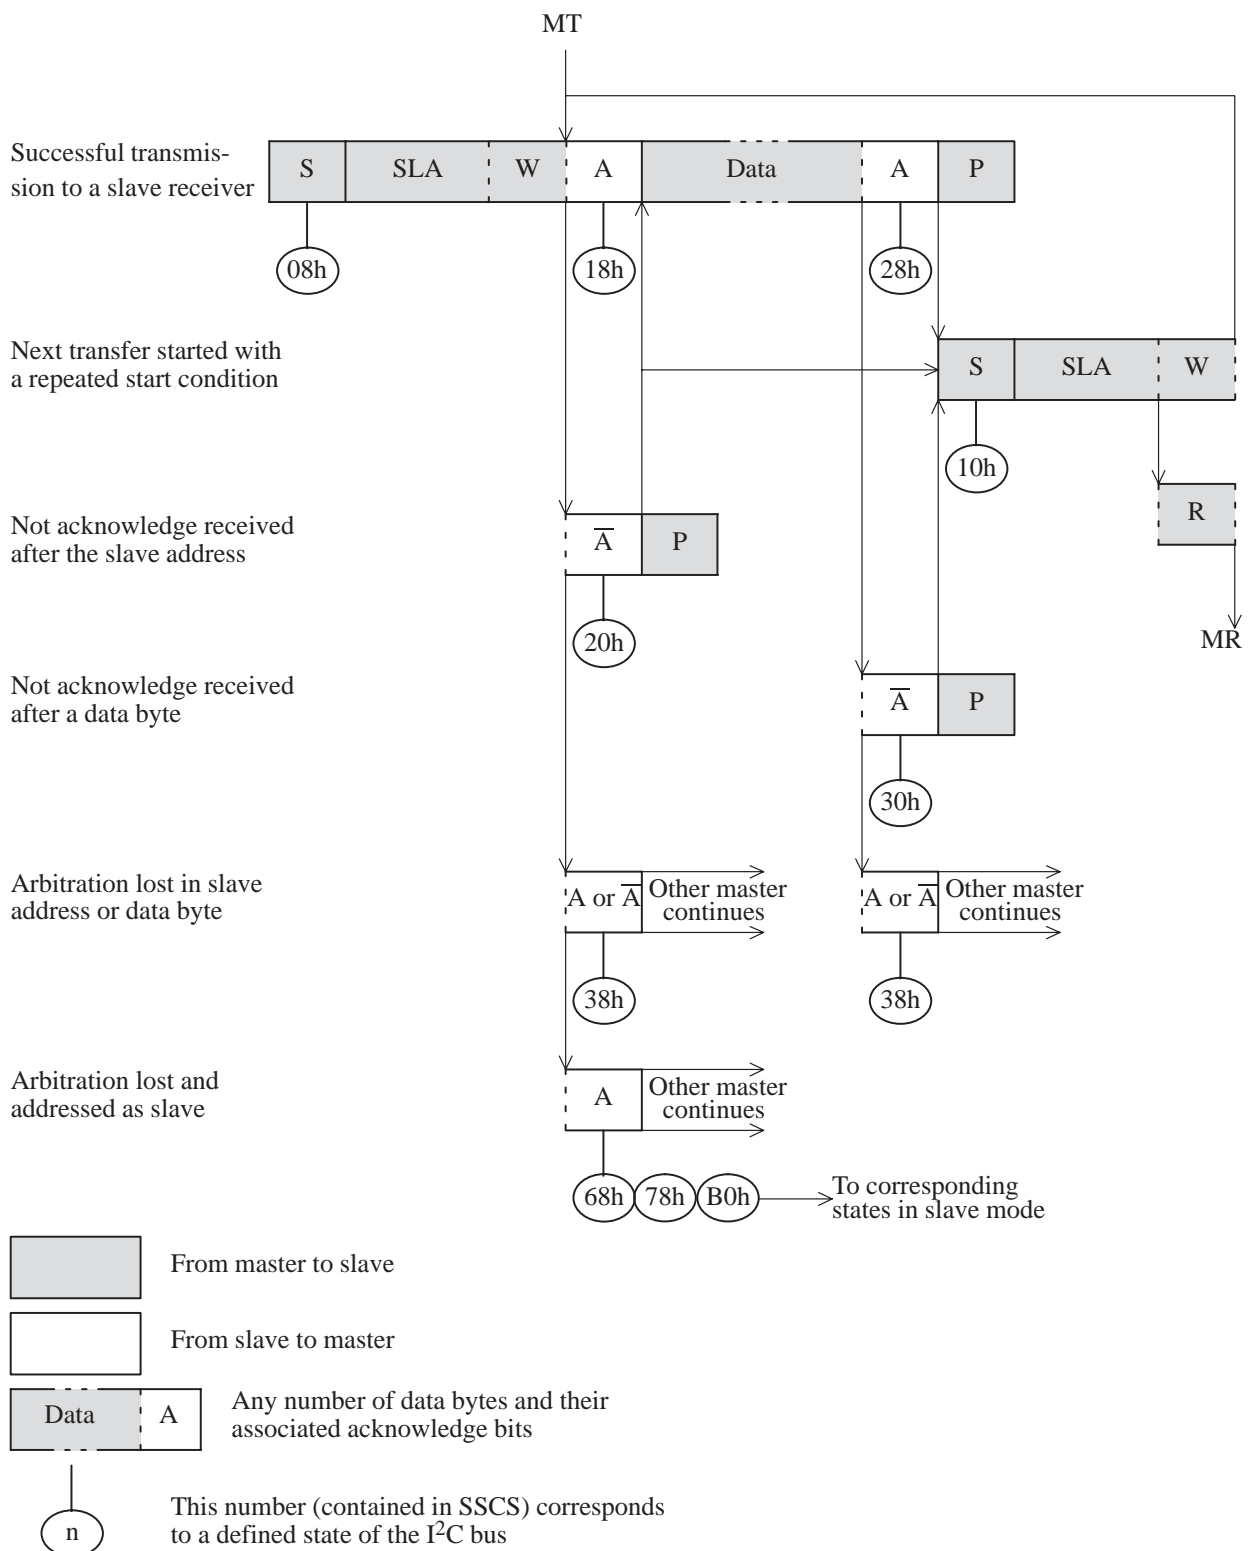 MT
Successful transmis-
sion to a slave receiver
S SLA W A Data A P
08h 18h 28h
Next transfer started with
a repeated start condition
S SLA W
10h
Not acknowledge received
after the slave address
A̅ P
R
20h
MR
Not acknowledge received
after a data byte
A̅ P
30h
Arbitration lost in slave
address or data byte
A or A̅ Other master
continues
A or A̅ Other master
continues
38h 38h
Arbitration lost and
addressed as slave
A Other master
continues
68h 78h B0h To corresponding
states in slave mode
From master to slave
From slave to master
Data A Any number of data bytes and their
associated acknowledge bits
n This number (contained in SSCS) corresponds
to a defined state of the I²C bus